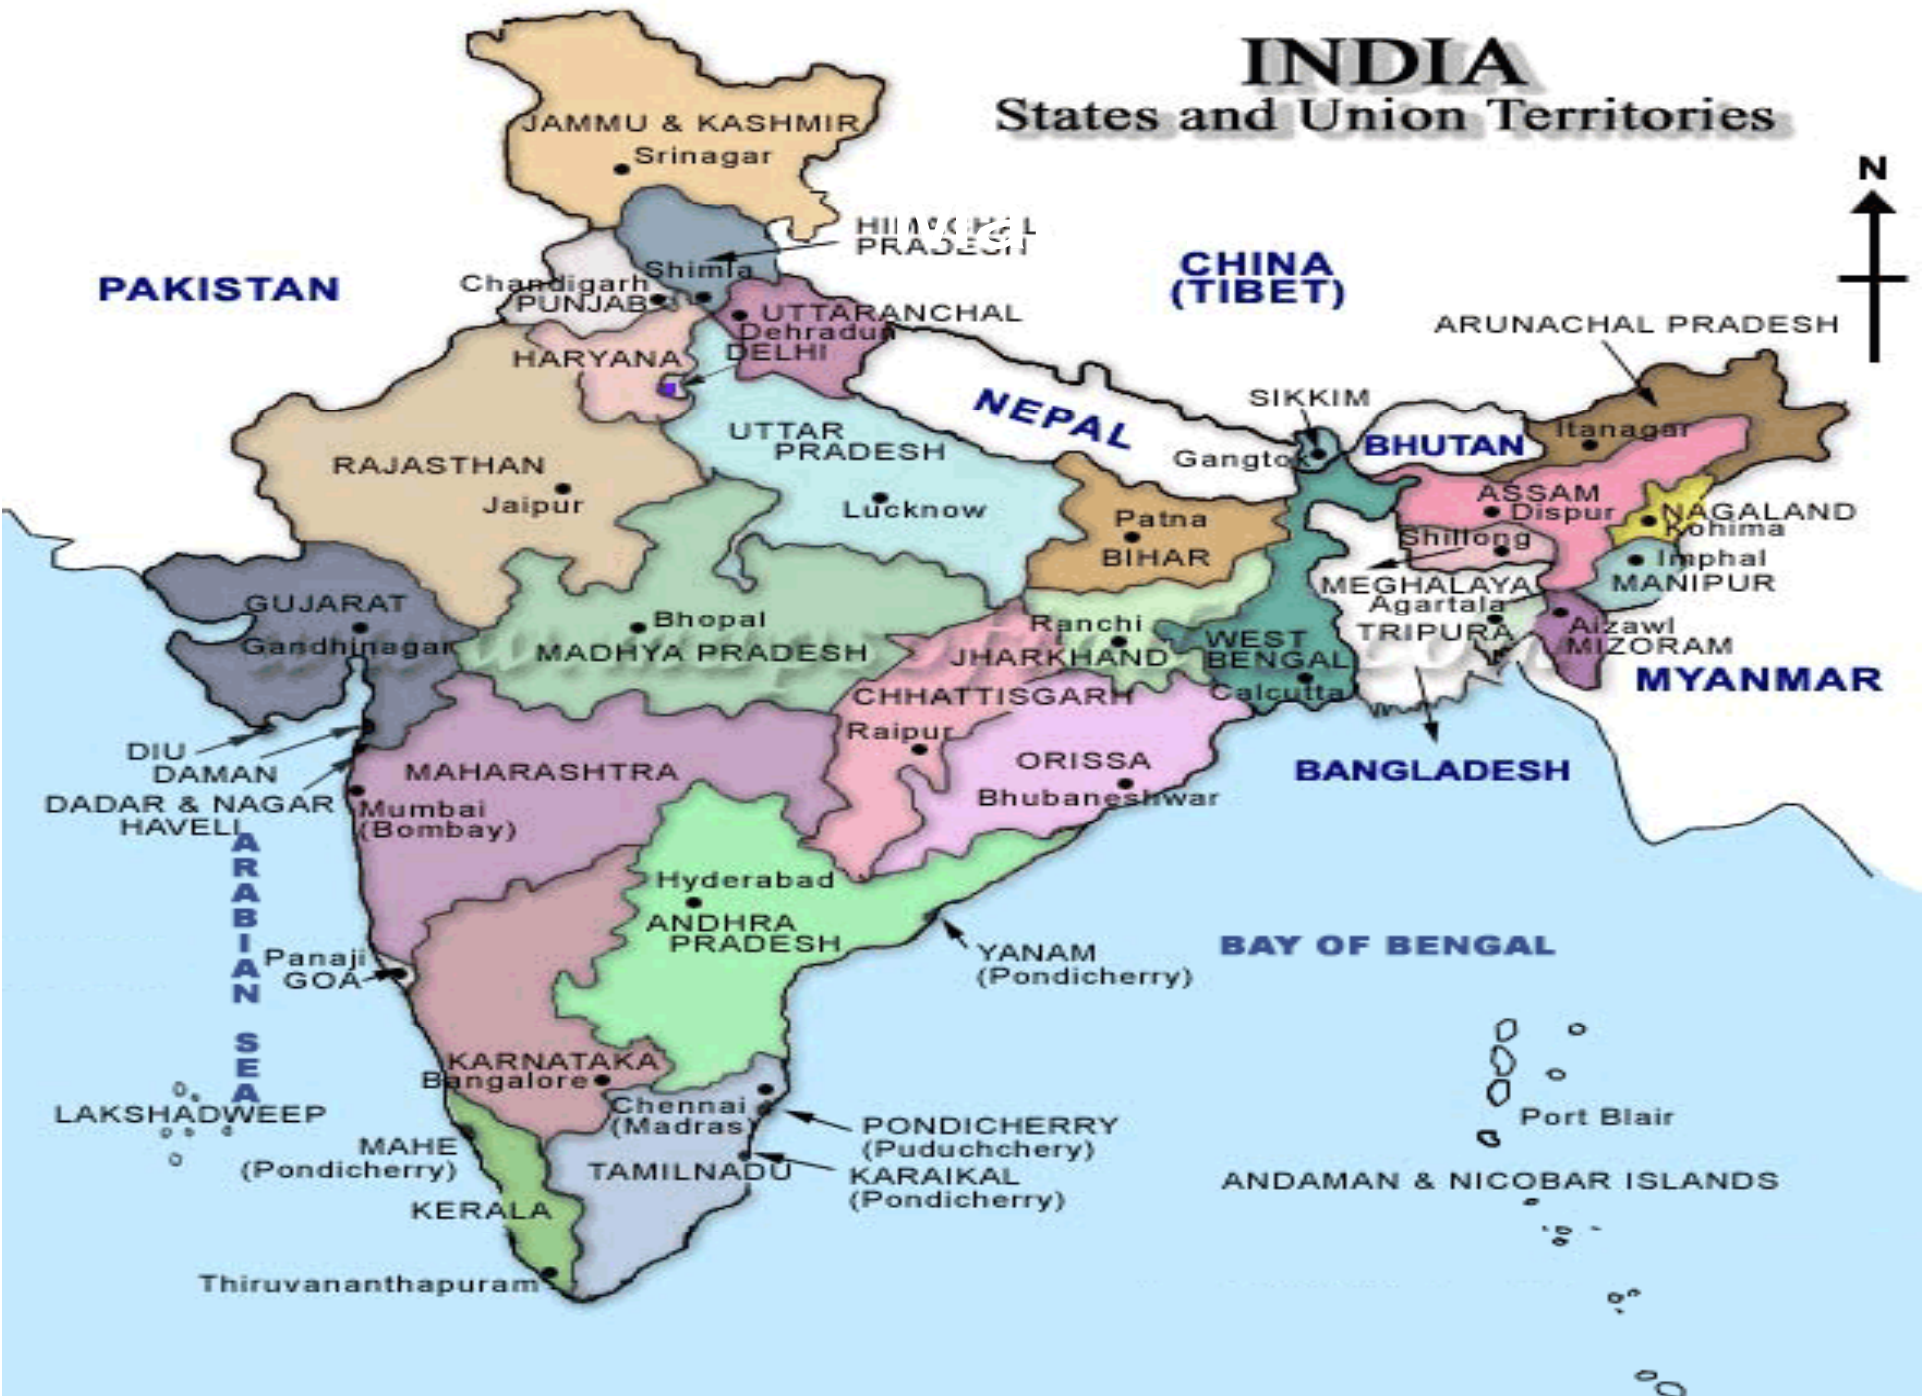 INDIA
States and Union Territories
N
JAMMU & KASHMIR
Srinagar
HIMACHAL
PRADESH
CHINA
(TIBET)
PAKISTAN
Shimla
Chandigarh
PUNJAB
UTTARANCHAL
Dehradun
DELHI
HARYANA
ARUNACHAL PRADESH
SIKKIM
NEPAL
Itanagar
UTTAR
PRADESH
Gangtok
BHUTAN
RAJASTHAN
Jaipur
Lucknow
ASSAM
Dispur
NAGALAND
Kohima
Patna
BIHAR
Shillong
Imphal
MANIPUR
MEGHALAYA
Agartala
TRIPURA
GUJARAT
Gandhinagar
Bhopal
MADHYA PRADESH
Ranchi
JHARKHAND
WEST
BENGAL
Calcutta
Aizawl
MIZORAM
MYANMAR
CHHATTISGARH
Raipur
ORISSA
Bhubaneshwar
BANGLADESH
DIU
DAMAN
DADAR & NAGAR
HAVELI
MAHARASHTRA
Mumbai
(Bombay)
ARABIAN SEA
Hyderabad
ANDHRA
PRADESH
YANAM
(Pondicherry)
BAY OF BENGAL
Panaji
GOA
KARNATAKA
Bangalore
LAKSHADWEEP
Chennai
(Madras)
PONDICHERRY
(Puduchchery)
Port Blair
MAHE
(Pondicherry)
TAMILNADU
KARAIKAL
(Pondicherry)
ANDAMAN & NICOBAR ISLANDS
KERALA
Thiruvananthapuram